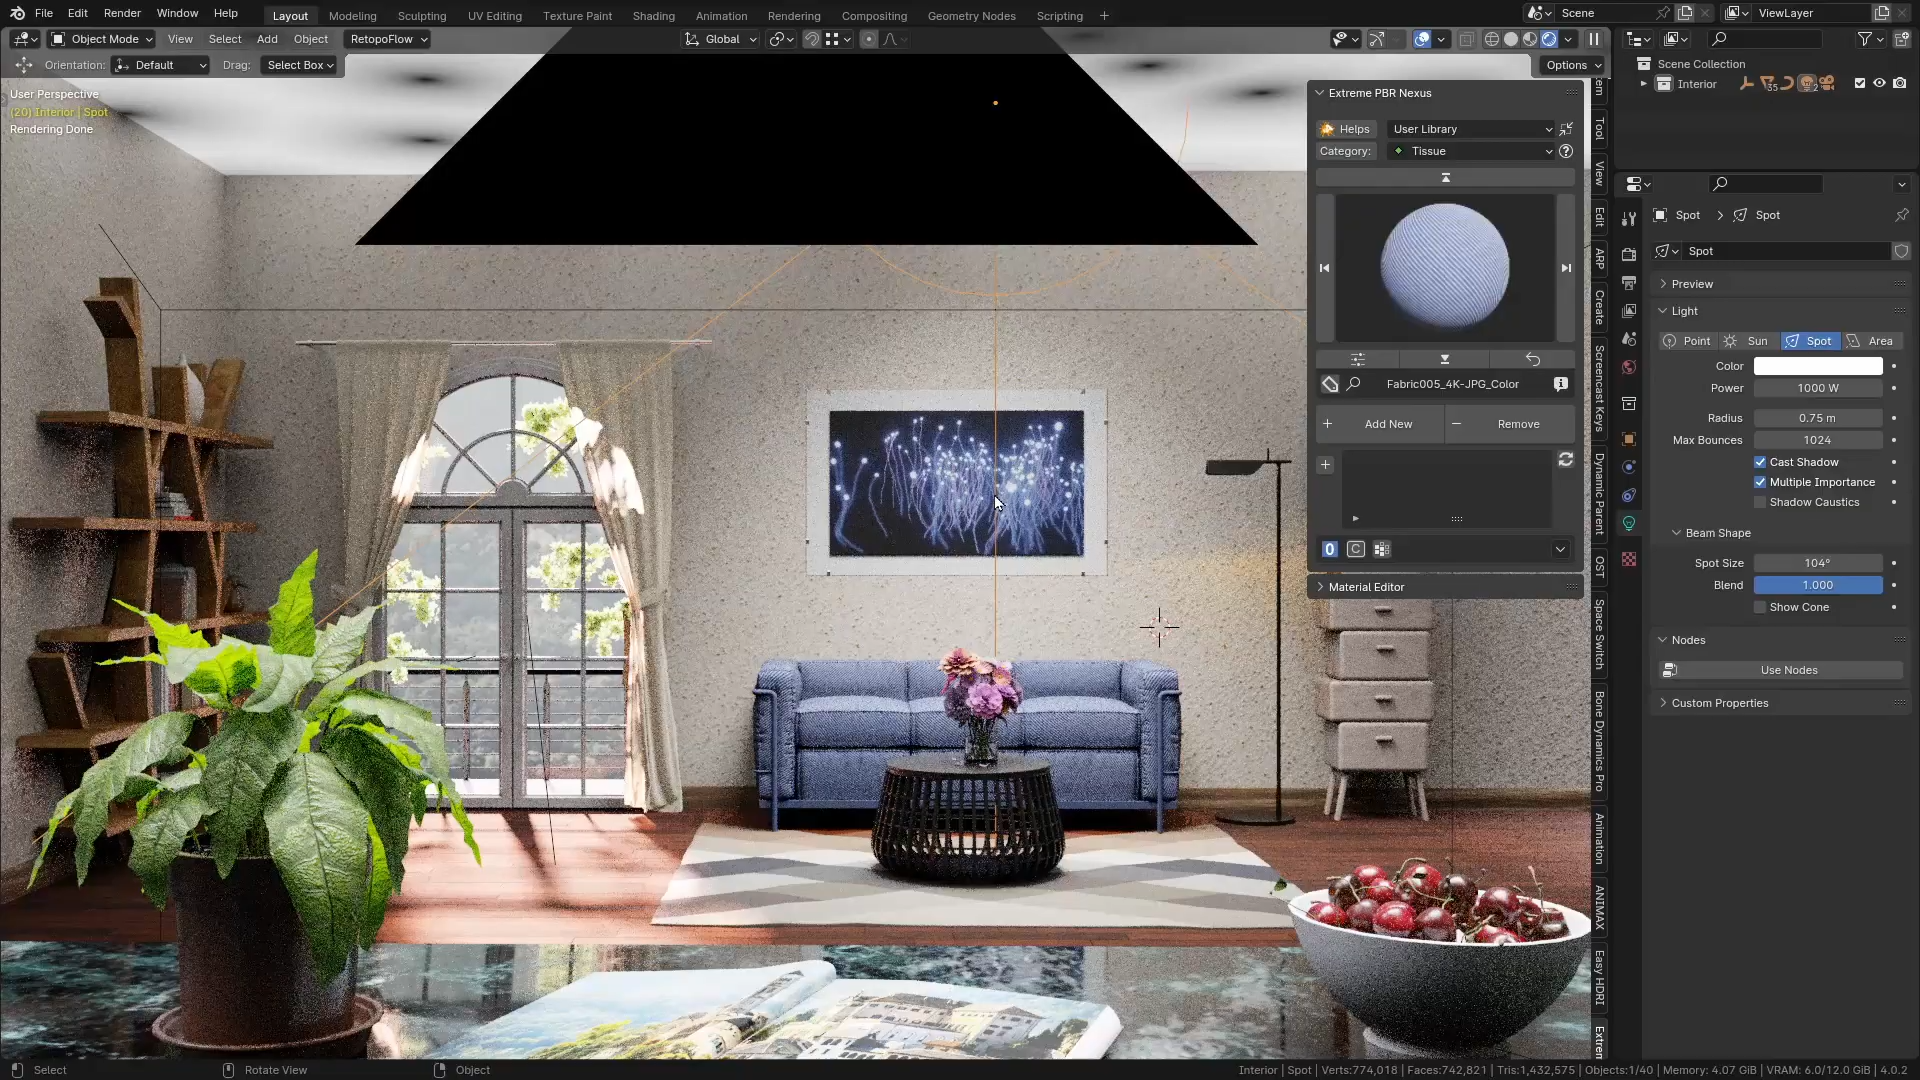 File Edit Render Window Help Layout Modeling Sculpting UV Editing Texture Paint Shading Animation Rendering Compositing Geometry Nodes Scripting + Scene ViewLayer
Object Mode View Select Add Object RetopoFlow Global
Orientation: Default Drag: Select Box Options
User Perspective
(20) Interior | Spot
Rendering Done
Extreme PBR Nexus
Helps User Library
Category: Tissue
Fabric005_4K-JPG_Color
+ Add New − Remove
0 C
Material Editor
Tool
View
Edit
ARP
Create
Screencast Keys
Dynamic Parent
OST
Space Switch
Bone Dynamics Pro
Animation
ANIMAX
Easy HDRI
Extrem
Scene Collection
Interior 35 2
Spot > Spot
Spot
Preview
Light
Point Sun Spot Area
Color
Power 1000 W
Radius 0.75 m
Max Bounces 1024
Cast Shadow
Multiple Importance
Shadow Caustics
Beam Shape
Spot Size 104°
Blend 1.000
Show Cone
Nodes
Use Nodes
Custom Properties
Select Rotate View Object Interior | Spot | Verts:774,018 | Faces:742,821 | Tris:1,432,575 | Objects:1/40 | Memory: 4.07 GiB | VRAM: 6.0/12.0 GiB | 4.0.2